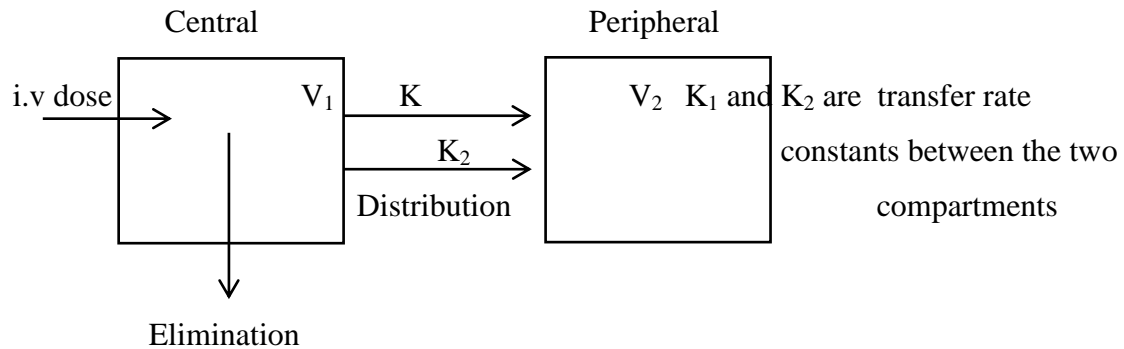 Central Peripheral
i.v dose V₁ K V₂ K₁ and K₂ are transfer rate
K₂ constants between the two
Distribution compartments
Elimination